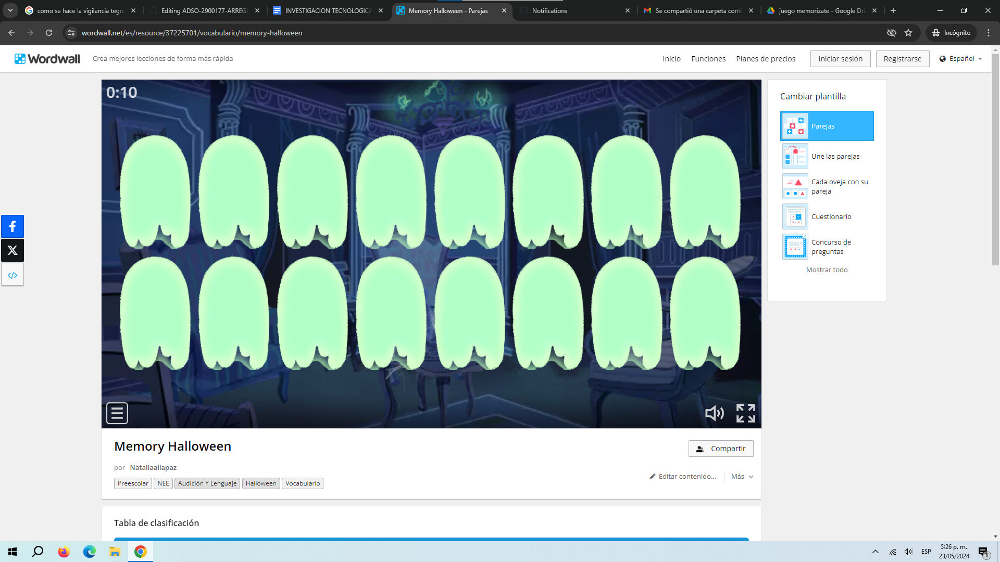 como se hace la vigilancia tegn
Editing ADSO-2900177-ARREGL
INVESTIGACION TECNOLOGICA
Memory Halloween - Parejas
Notifications
Se compartió una carpeta conti
juego memorizate - Google Dri
wordwall.net/es/resource/37225701/vocabulario/memory-halloween
Incógnito
Wordwall
Crea mejores lecciones de forma más rápida
Inicio
Funciones
Planes de precios
Iniciar sesión
Registrarse
Español
0:10
Cambiar plantilla
Parejas
Une las parejas
Cada oveja con su
pareja
Cuestionario
Concurso de
preguntas
Mostrar todo
Memory Halloween
Compartir
por Nataliaallapaz
Editar contenido...
Más
Preescolar
NEE
Audición Y Lenguaje
Halloween
Vocabulario
Tabla de clasificación
ESP
5:26 p. m.
23/05/2024
1